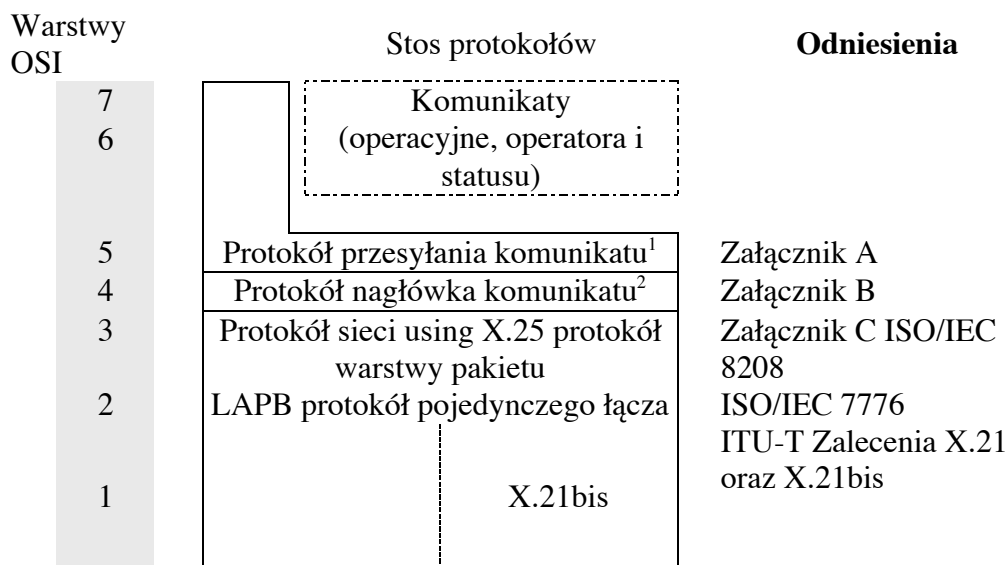 Warstwy
OSI
Stos protokołów
Odniesienia
7
Komunikaty
6
(operacyjne, operatora i
statusu)
5
Protokół przesyłania komunikatu¹
Załącznik A
4
Protokół nagłówka komunikatu²
Załącznik B
3
Protokół sieci using X.25 protokół
warstwy pakietu
Załącznik C ISO/IEC
8208
2
LAPB protokół pojedynczego łącza
ISO/IEC 7776
ITU-T Zalecenia X.21
oraz X.21bis
1
X.21bis